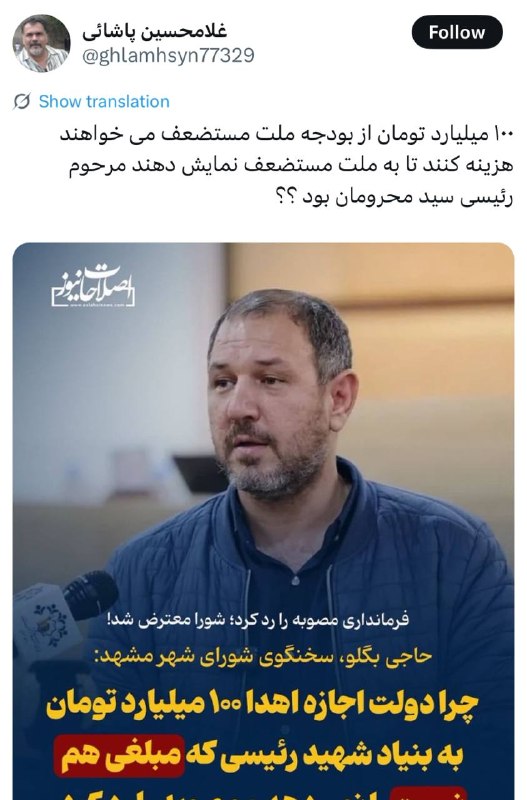 غلامحسین پاشائی
@ghlamhsyn77329
Follow
Show translation
۱۰۰ میلیارد تومان از بودجه ملت مستضعف می خواهند
هزینه کنند تا به ملت مستضعف نمایش دهند مرحوم
رئیسی سید محرومان بود ؟؟
اصلاحات نیوز
فرمانداری مصوبه را رد کرد؛ شورا معترض شد!
حاجی بگلو، سخنگوی شورای شهر مشهد:
چرا دولت اجازه اهدا ۱۰۰ میلیارد تومان
به بنیاد شهید رئیسی که مبلغی هم